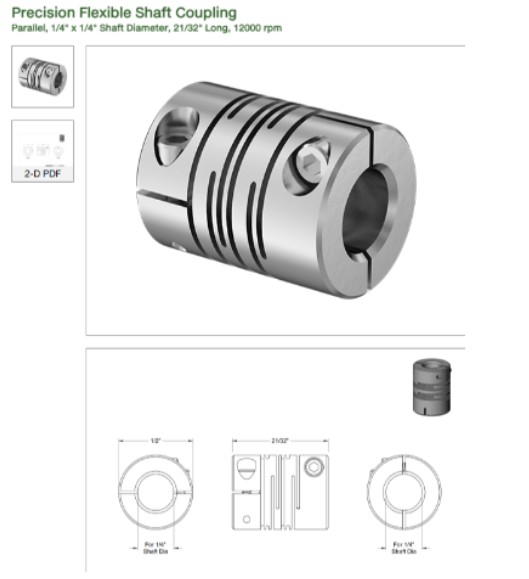 Precision Flexible Shaft Coupling
Parallel, 1/4" x 1/4" Shaft Diameter, 21/32" Long, 12000 rpm
2-D PDF
1/2"
21/32"
For 1/4"
Shaft Dia
For 1/4"
Shaft Dia